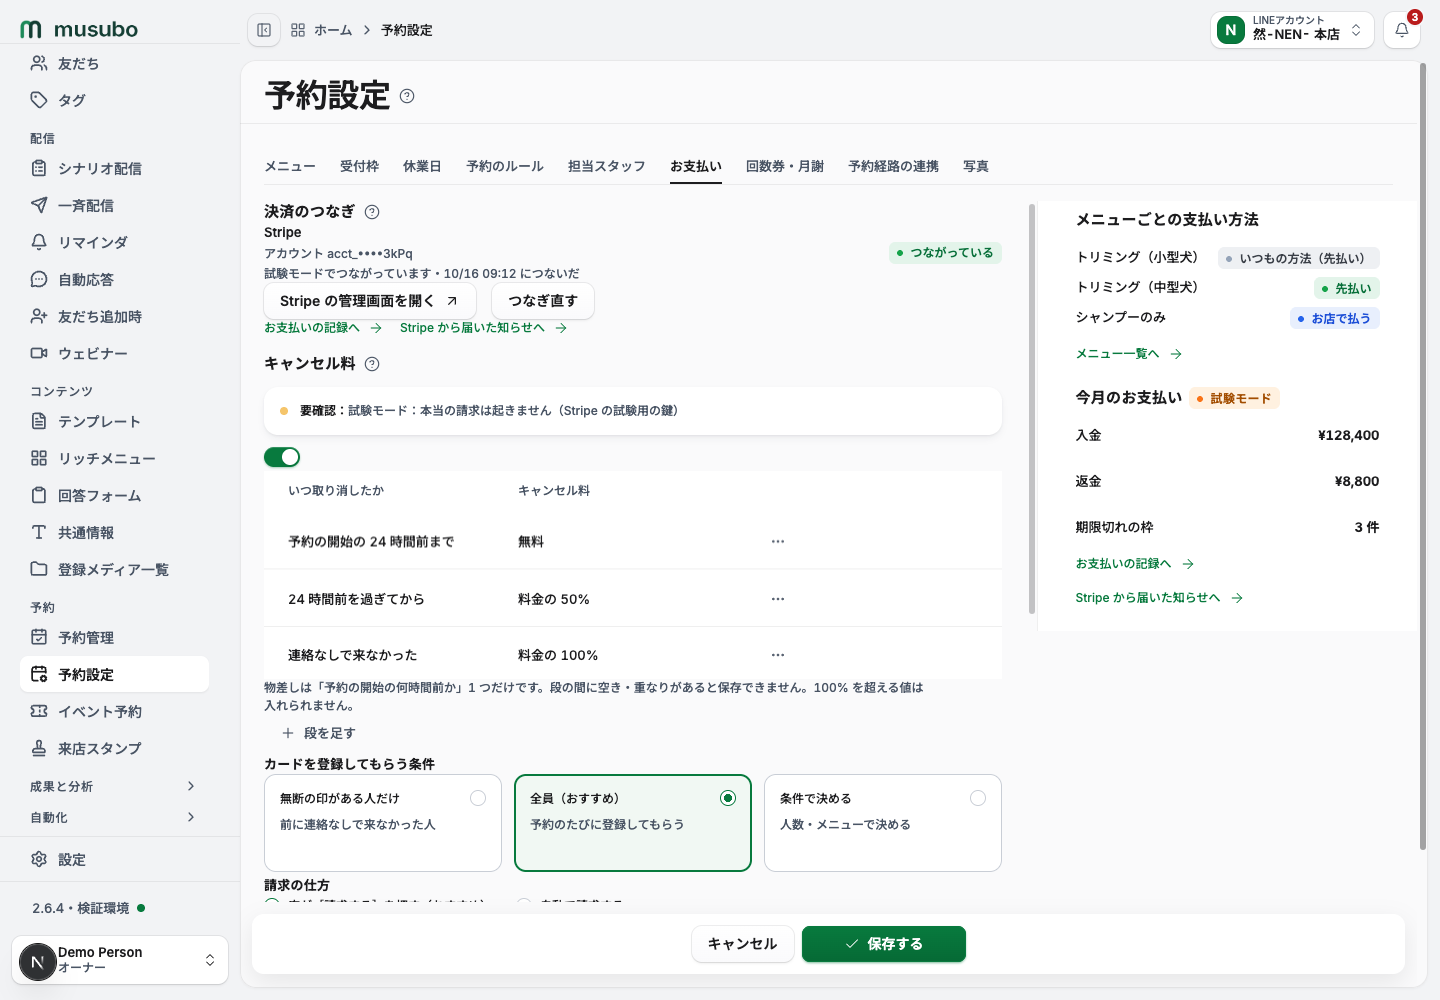 musubo
ホーム
予約設定
LINEアカウント
N
然-NEN- 本店
3
友だち
タグ
配信
シナリオ配信
一斉配信
リマインダ
自動応答
友だち追加時
ウェビナー
コンテンツ
テンプレート
リッチメニュー
回答フォーム
共通情報
登録メディア一覧
予約
予約管理
予約設定
イベント予約
来店スタンプ
成果と分析
自動化
設定
2.6.4・検証環境
N
Demo Person
オーナー
予約設定
メニュー
受付枠
休業日
予約のルール
担当スタッフ
お支払い
回数券・月謝
予約経路の連携
写真
決済のつなぎ
Stripe
アカウント acct_••••3kPq
つながっている
試験モードでつながっています・10/16 09:12 につないだ
Stripe の管理画面を開く
つなぎ直す
お支払いの記録へ
Stripe から届いた知らせへ
キャンセル料
要確認：試験モード：本当の請求は起きません（Stripe の試験用の鍵）
いつ取り消したか
キャンセル料
予約の開始の 24 時間前まで
無料
24 時間前を過ぎてから
料金の 50%
連絡なしで来なかった
料金の 100%
物差しは「予約の開始の何時間前か」1 つだけです。段の間に空き・重なりがあると保存できません。100% を超える値は
入れられません。
段を足す
カードを登録してもらう条件
無断の印がある人だけ
前に連絡なしで来なかった人
全員（おすすめ）
予約のたびに登録してもらう
条件で決める
人数・メニューで決める
請求の仕方
キャンセル
保存する
メニューごとの支払い方法
トリミング（小型犬）
いつもの方法（先払い）
トリミング（中型犬）
先払い
シャンプーのみ
お店で払う
メニュー一覧へ
今月のお支払い
試験モード
入金
¥128,400
返金
¥8,800
期限切れの枠
3 件
お支払いの記録へ
Stripe から届いた知らせへ